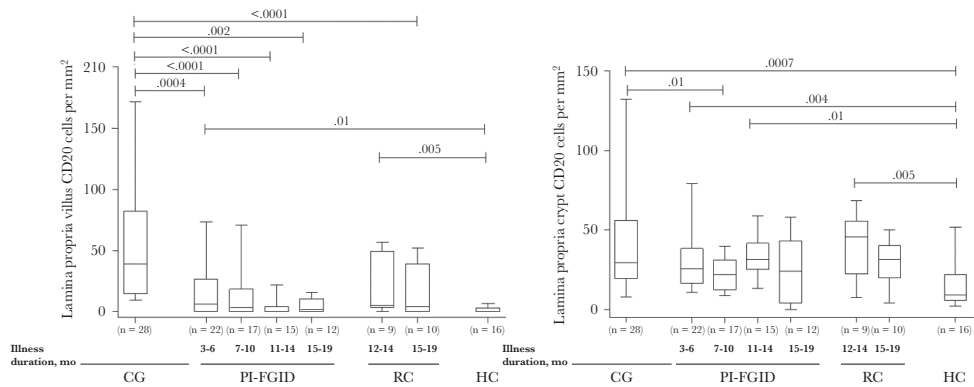 <.0001
.002
<.0001
<.0001
.0004
.01
.005
Lamina propria villus CD20 cells per mm2
210
150
100
50
0
(n = 28) (n = 22) (n = 17) (n = 15) (n = 12) (n = 9) (n = 10) (n = 16)
Illness
duration, mo
3-6 7-10 11-14 15-19 12-14 15-19
CG PI-FGID RC HC
.0007
.01
.004
.01
.005
Lamina propria crypt CD20 cells per mm2
150
100
50
0
(n = 28) (n = 22) (n = 17) (n = 15) (n = 12) (n = 9) (n = 10) (n = 16)
Illness
duration, mo
3-6 7-10 11-14 15-19 12-14 15-19
CG PI-FGID RC HC